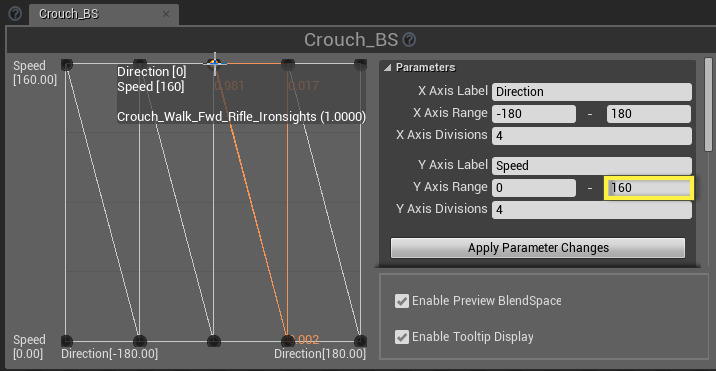 Crouch_BS
Crouch_BS
Speed
[160.00]
Direction [0]
Speed [160]
0.981
0.017
Crouch_Walk_Fwd_Rifle_Ironsights (1.0000)
0.002
Speed
[0.00]
Direction[-180.00]
Direction[180.00]
Parameters
X Axis Label Direction
X Axis Range -180 - 180
X Axis Divisions 4
Y Axis Label Speed
Y Axis Range 0 - 160
Y Axis Divisions 4
Apply Parameter Changes
Enable Preview BlendSpace
Enable Tooltip Display